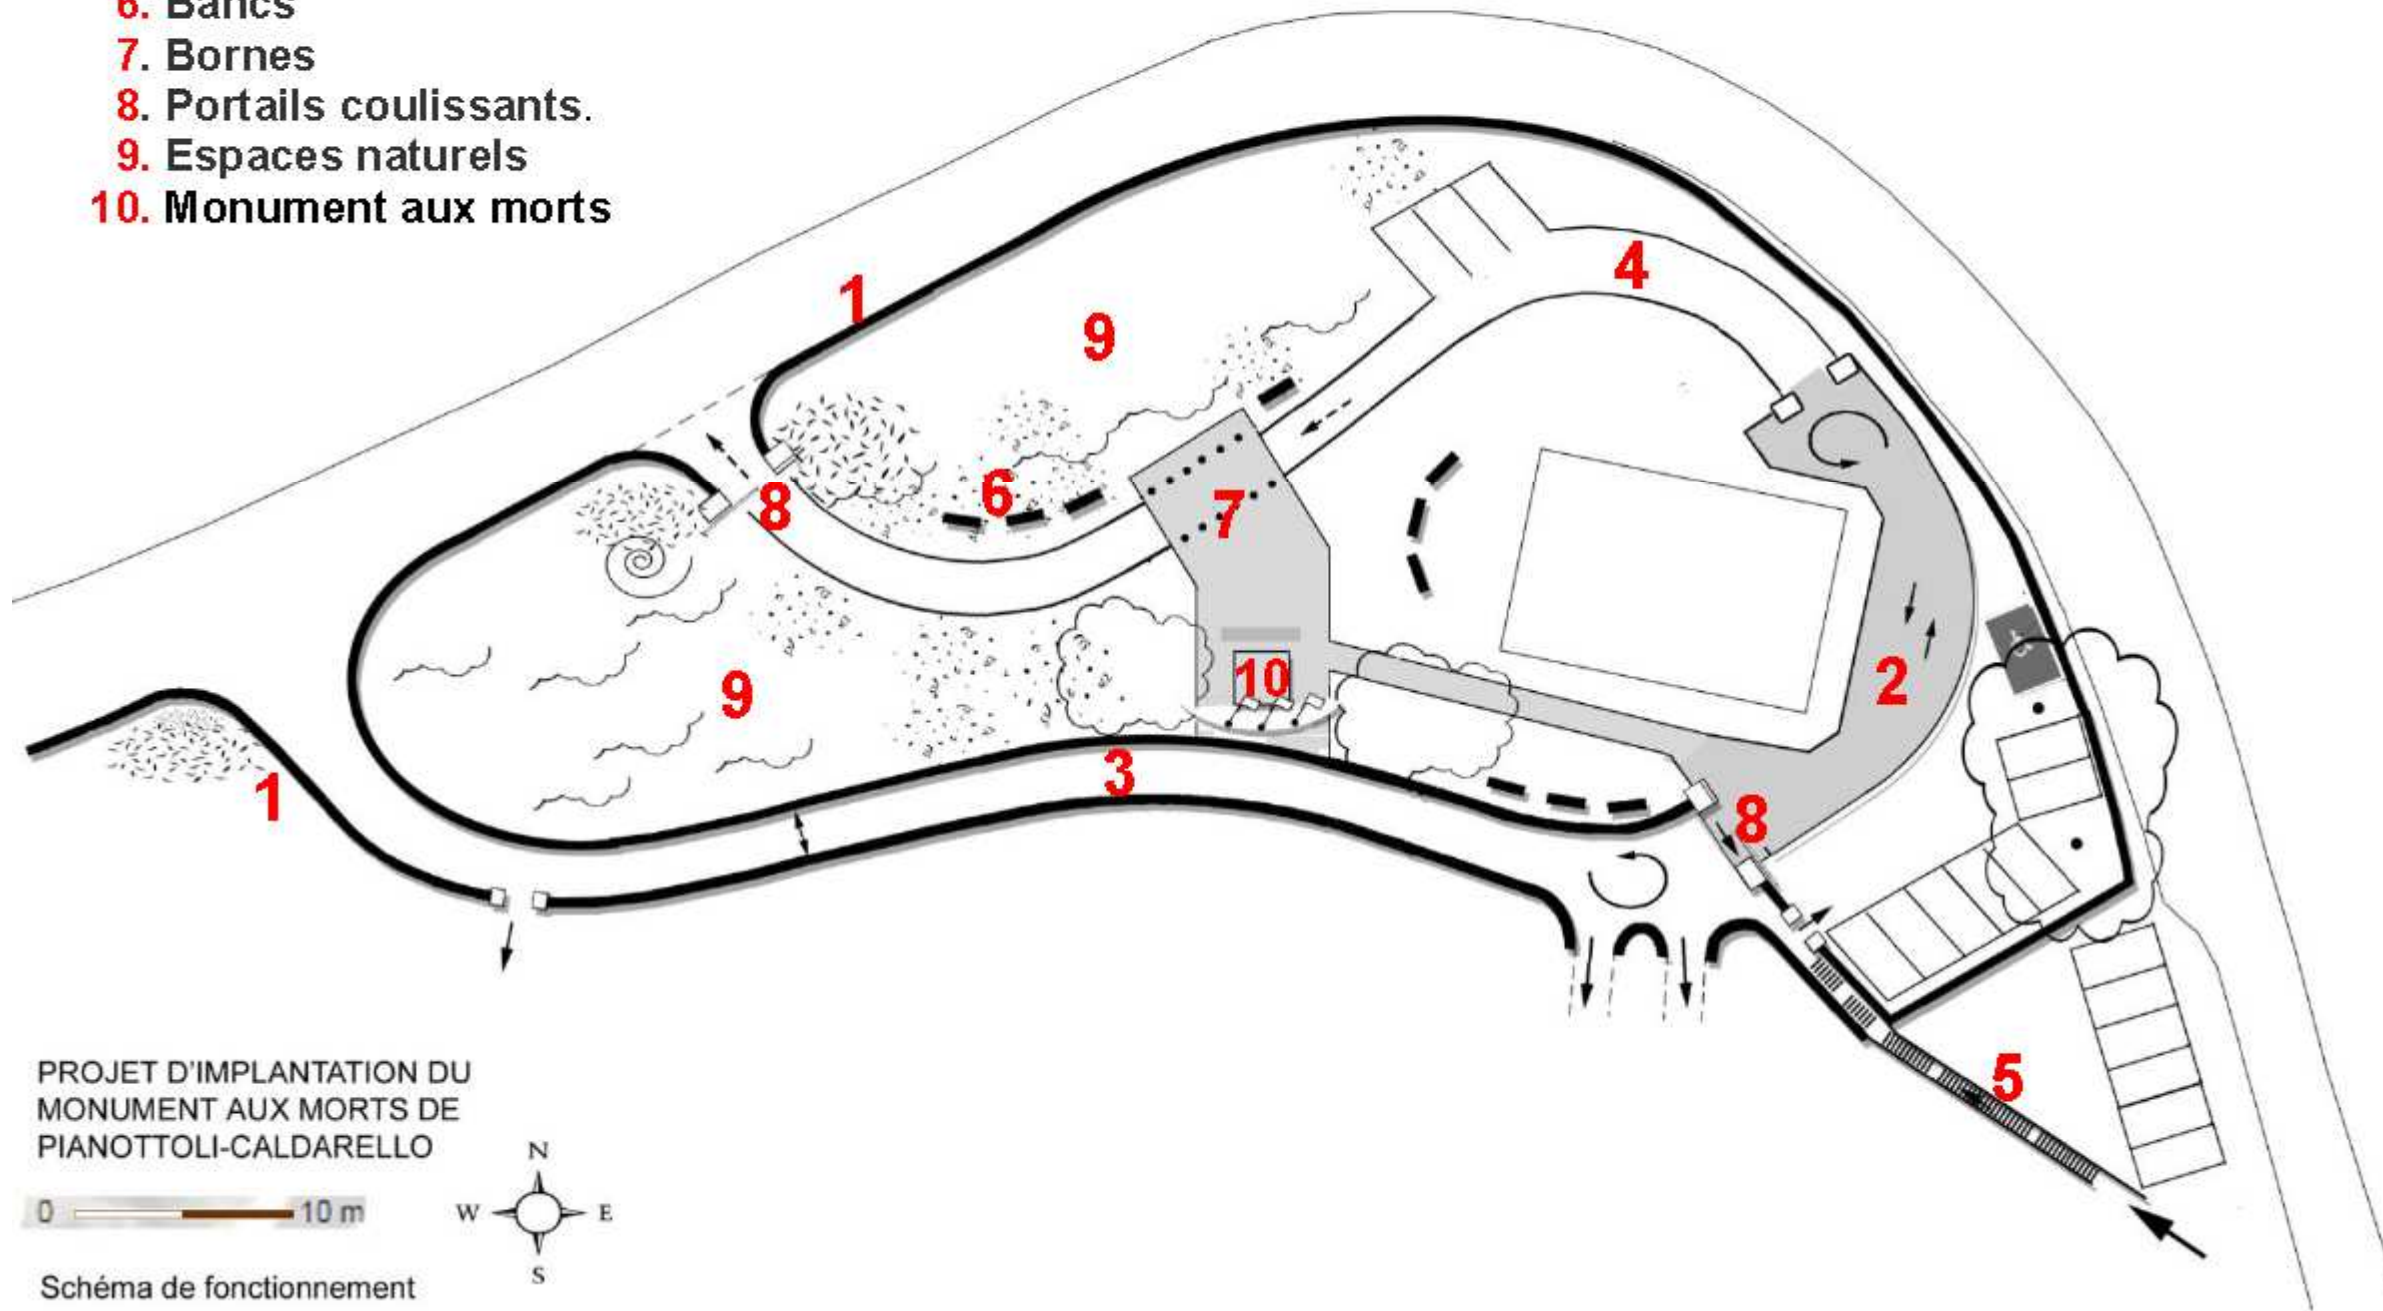 6. Bancs
7. Bornes
8. Portails coulissants.
9. Espaces naturels
10. Monument aux morts
1
4
9
6
8
7
10
2
9
3
1
8
5
PROJET D'IMPLANTATION DU
MONUMENT AUX MORTS DE
PIANOTTOLI-CALDARELLO
0 10 m
N
W E
S
Schéma de fonctionnement